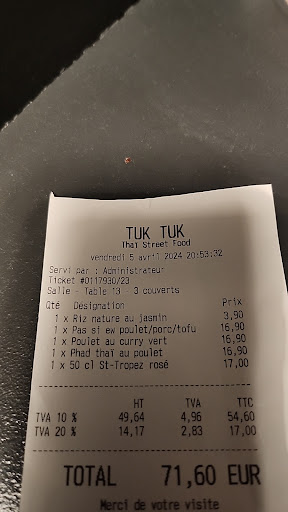 TUK TUK
Thaï Street Food
vendredi 5 avril 2024 20:53:32
Servi par : Administrateur
Ticket #0117930/23
Salle - Table 13 - 3 couverts
Qté Désignation Prix
1 x Riz nature au jasmin 3,90
1 x Pas si ew poulet/porc/tofu 16,90
1 x Poulet au curry vert 16,90
1 x Phad thaï au poulet 16,90
1 x 50 cl St-Tropez rosé 17,00
HT TVA TTC
TVA 10 % 49,64 4,96 54,60
TVA 20 % 14,17 2,83 17,00
TOTAL 71,60 EUR
Merci de votre visite